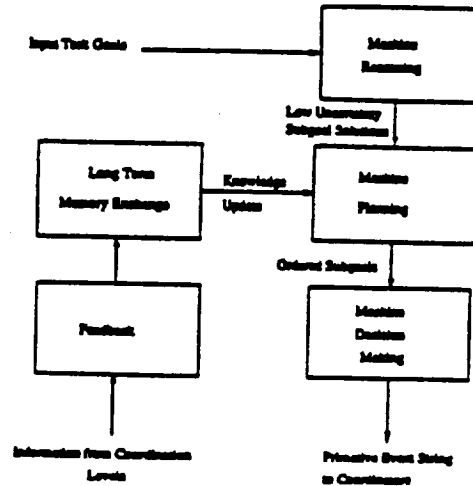 Input Task Goals
Machine
Reasoning
Low Uncertainty
Subgoal Solutions
Long Term
Memory Exchange
Knowledge
Update
Machine
Planning
Ordered Subgoals
Feedback
Machine
Decision
Making
Information from Coordination
Levels
Primitive Event String
to Coordinators